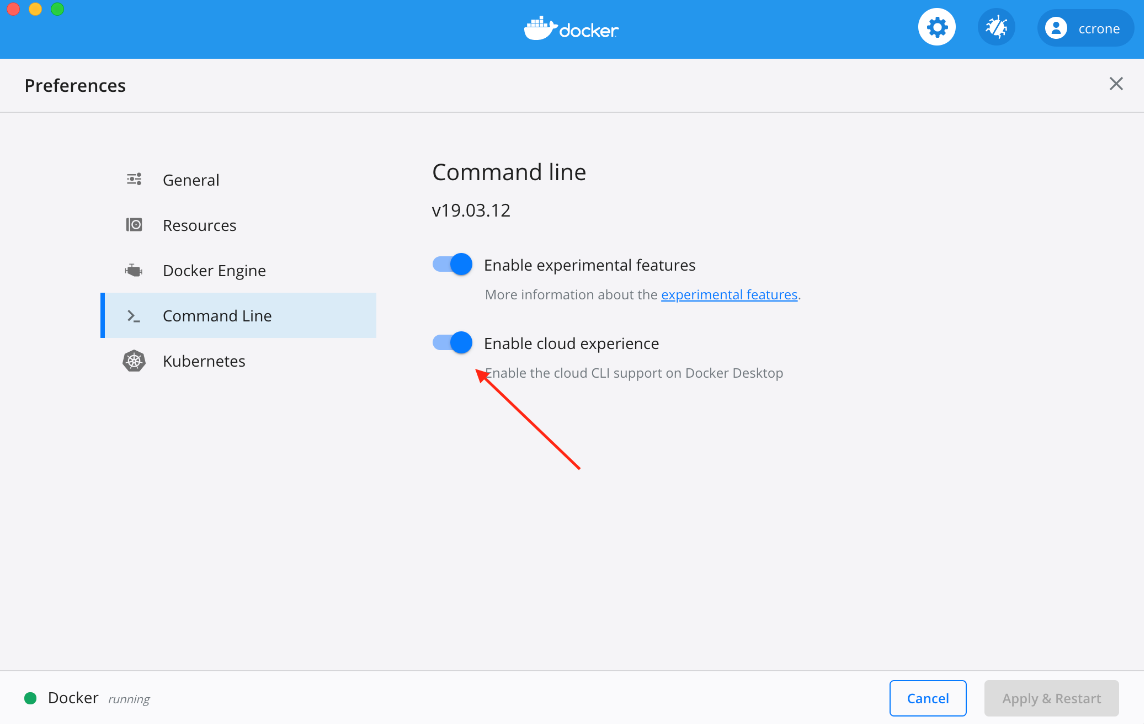 docker
ccrone
Preferences
General
Resources
Docker Engine
Command Line
Kubernetes
Command line
v19.03.12
Enable experimental features
More information about the experimental features.
Enable cloud experience
Enable the cloud CLI support on Docker Desktop
Docker running
Cancel
Apply & Restart